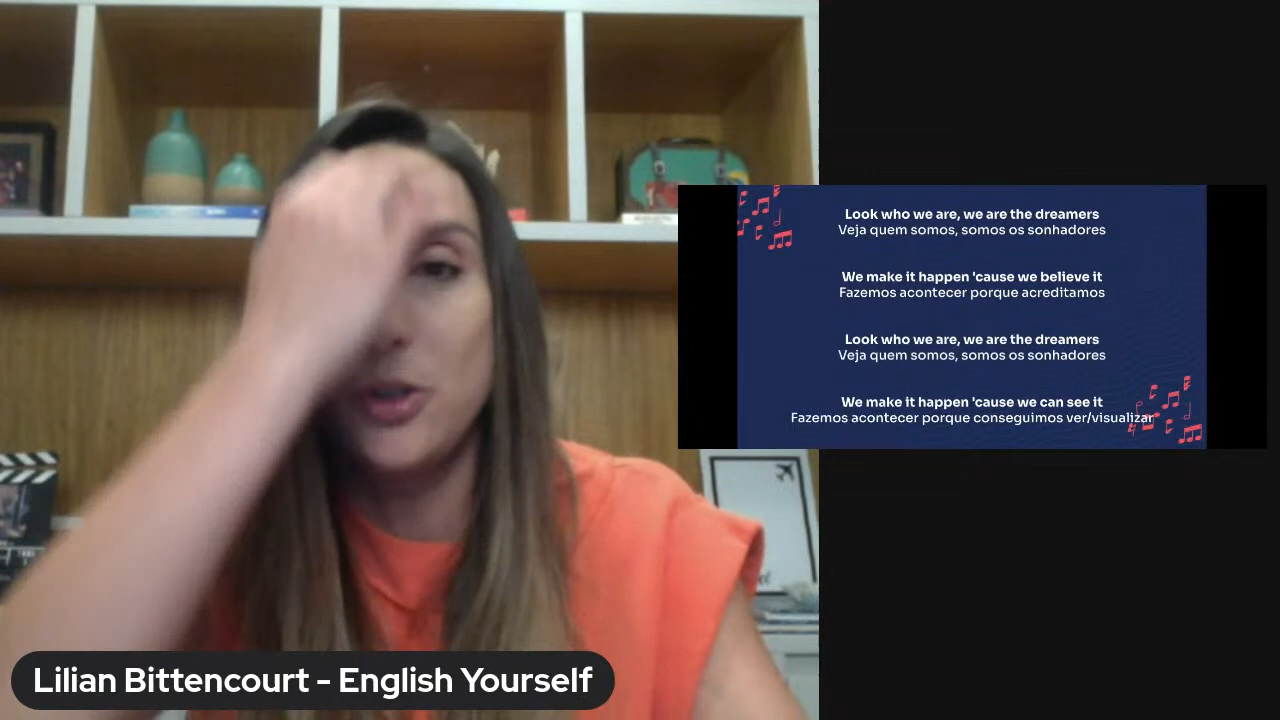 Look who we are, we are the dreamers
Veja quem somos, somos os sonhadores
We make it happen 'cause we believe it
Fazemos acontecer porque acreditamos
Look who we are, we are the dreamers
Veja quem somos, somos os sonhadores
We make it happen 'cause we can see it
Fazemos acontecer porque conseguimos ver/visualizar
Lilian Bittencourt - English Yourself